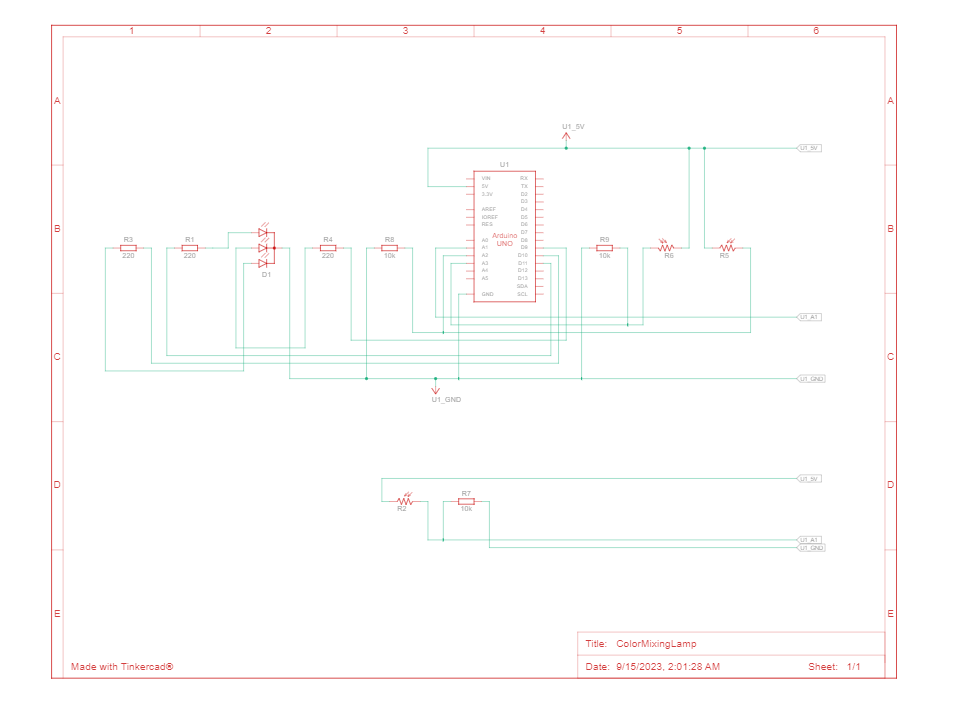 1 2 3 4 5 6
A A
U1_5V
U1_5V
U1
VIN RX
5V TX
3.3V D2
D3
AREF D4
IOREF D5
RES D6
D7
A0 D8
A1 D9
A2 D10
A3 D11
A4 D12
A5 D13
SDA
GND SCL
Arduino
UNO
B B
R3 R1 R4 R8 R9
220 220 220 10k 10k R6 R5
D1
U1_A1
C C
U1_GND
U1_GND
U1_5V
D D
R7
R2 10k
U1_A1
U1_GND
E E
Title: ColorMixingLamp
Made with Tinkercad® Date: 9/15/2023, 2:01:28 AM Sheet: 1/1